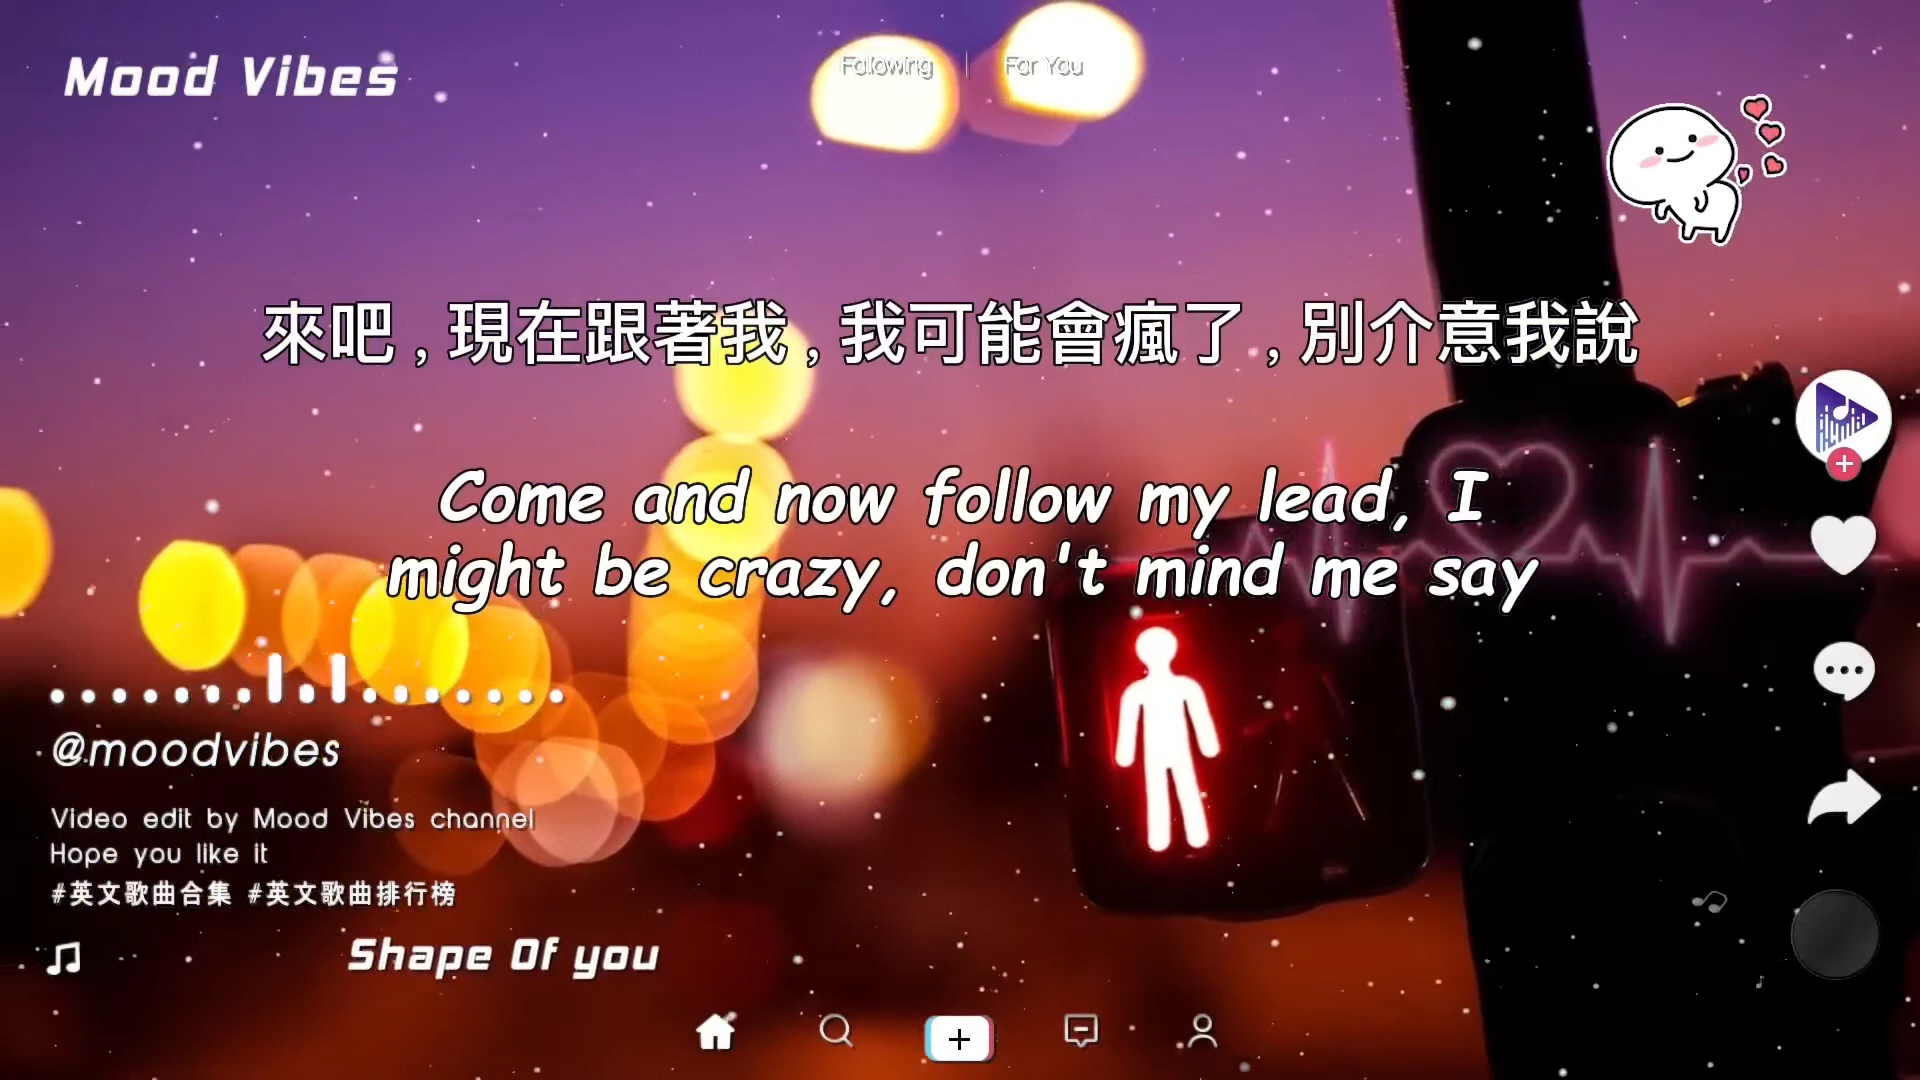 Mood Vibes
Following | For You
來吧 , 現在跟著我 , 我可能會瘋了 , 別介意我說
Come and now follow my lead, I
might be crazy, don't mind me say
@moodvibes
Video edit by Mood Vibes channel
Hope you like it
#英文歌曲合集 #英文歌曲排行榜
Shape Of you